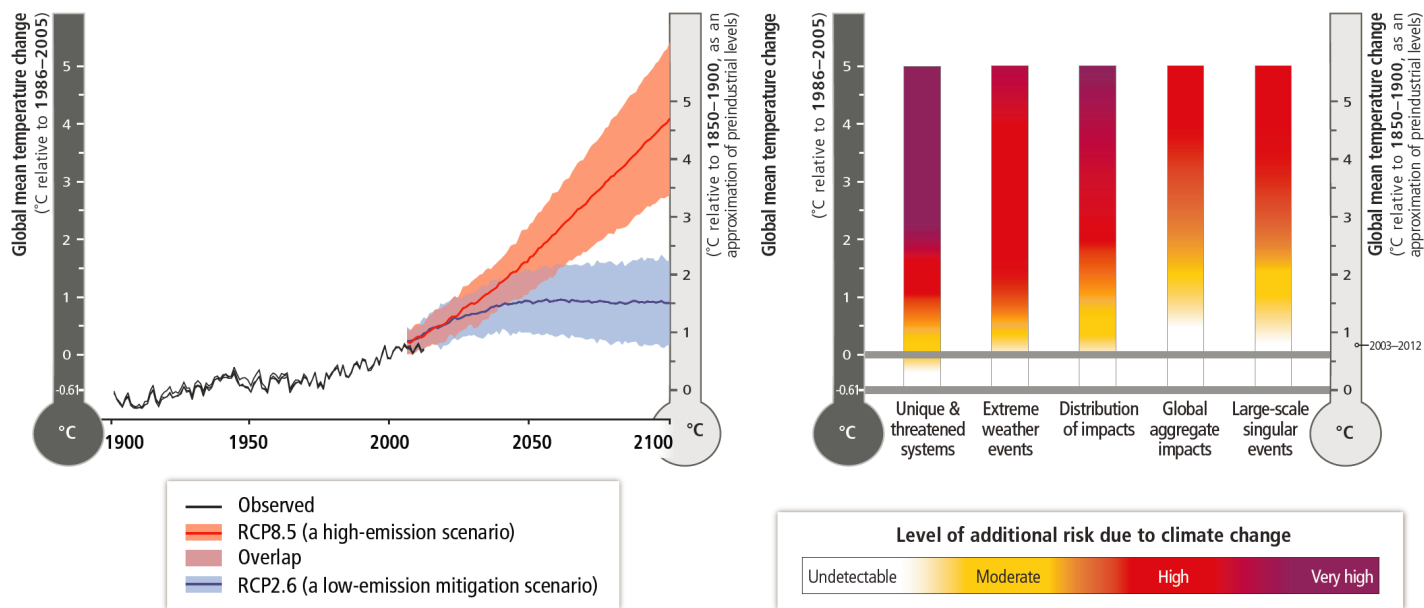 Global mean temperature change
(°C relative to 1986–2005)
5
4
3
2
1
0
-0.61
°C
1900
1950
2000
2050
2100
5
4
3
2
1
0
°C
(°C relative to 1850–1900, as an
approximation of preindustrial levels)
Observed
RCP8.5 (a high-emission scenario)
Overlap
RCP2.6 (a low-emission mitigation scenario)
Global mean temperature change
(°C relative to 1986–2005)
5
4
3
2
1
0
-0.61
°C
Unique &
threatened
systems
Extreme
weather
events
Distribution
of impacts
Global
aggregate
impacts
Large-scale
singular
events
5
4
3
2
1
0
2003–2012
°C
Global mean temperature change
(°C relative to 1850–1900, as an
approximation of preindustrial levels)
Level of additional risk due to climate change
Undetectable
Moderate
High
Very high